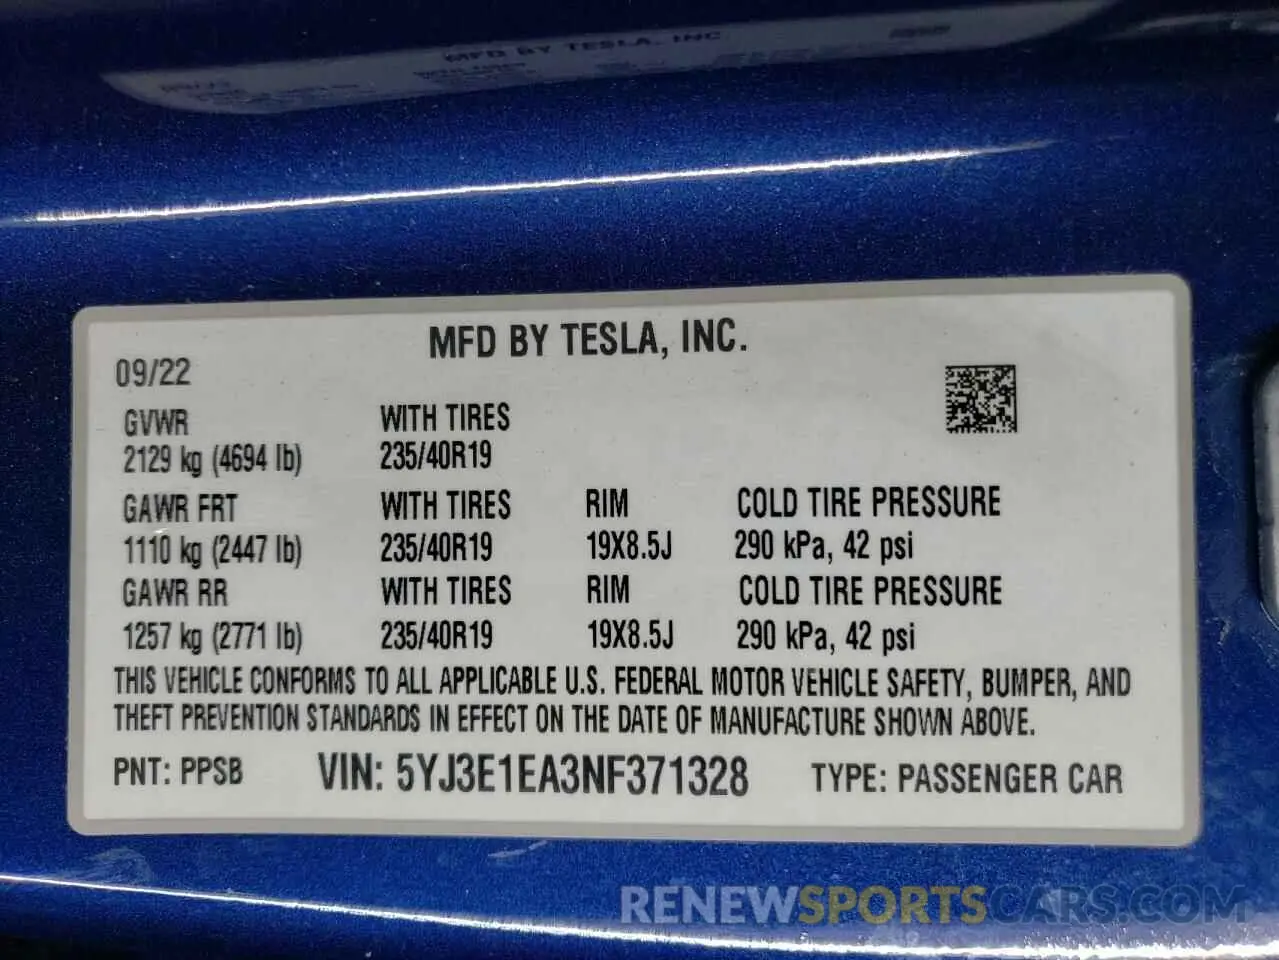 MFD BY TESLA, INC
MFD BY TESLA, INC.
09/22
GVWR WITH TIRES
2129 kg (4694 lb) 235/40R19
GAWR FRT WITH TIRES RIM COLD TIRE PRESSURE
1110 kg (2447 lb) 235/40R19 19X8.5J 290 kPa, 42 psi
GAWR RR WITH TIRES RIM COLD TIRE PRESSURE
1257 kg (2771 lb) 235/40R19 19X8.5J 290 kPa, 42 psi
THIS VEHICLE CONFORMS TO ALL APPLICABLE U.S. FEDERAL MOTOR VEHICLE SAFETY, BUMPER, AND
THEFT PREVENTION STANDARDS IN EFFECT ON THE DATE OF MANUFACTURE SHOWN ABOVE.
PNT: PPSB VIN: 5YJ3E1EA3NF371328 TYPE: PASSENGER CAR
RENEWSPORTSCARS.COM